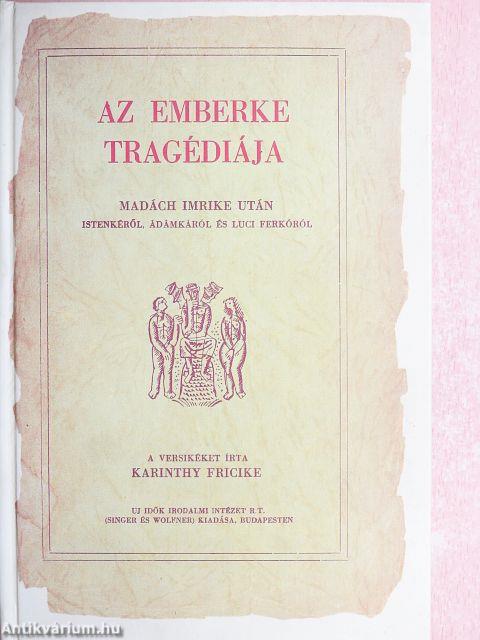 AZ EMBERKE
TRAGÉDIÁJA
MADÁCH IMRIKE UTÁN
ISTENKÉRŐL, ÁDÁMKÁRÓL ÉS LUCI FERKÓRÓL
A VERSIKÉKET ÍRTA
KARINTHY FRICIKE
UJ IDŐK IRODALMI INTÉZET R.T.
(SINGER ÉS WOLFNER) KIADÁSA, BUDAPESTEN
Antikvárium.hu